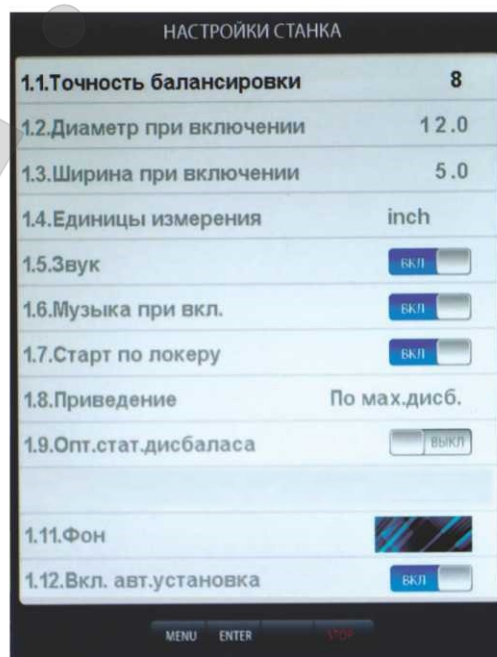 НАСТРОЙКИ СТАНКА
1.1.Точность балансировки 8
1.2.Диаметр при включении 12.0
1.3.Ширина при включении 5.0
1.4.Единицы измерения inch
1.5.Звук ВКЛ
1.6.Музыка при вкл. ВКЛ
1.7.Старт по локеру ВКЛ
1.8.Приведение По мах.дисб.
1.9.Опт.стат.дисбаласа ВЫКЛ
1.11.Фон
1.12.Вкл. авт.установка ВКЛ
MENU ENTER STOP